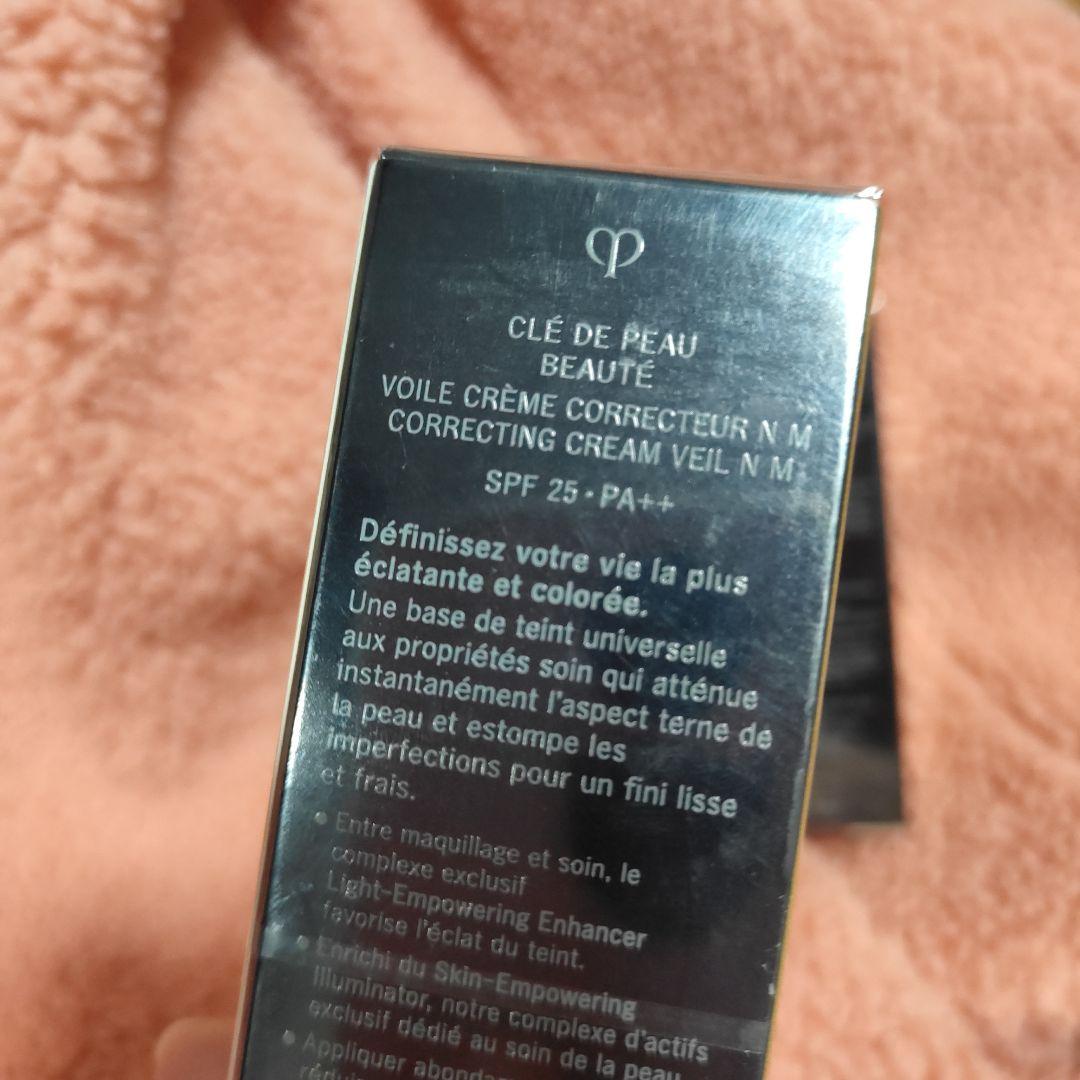 CLÉ DE PEAU
BEAUTÉ
VOILE CRÈME CORRECTEUR N M
CORRECTING CREAM VEIL N M
SPF 25・PA++
Définissez votre vie la plus
éclatante et colorée.
Une base de teint universelle
aux propriétés soin qui atténue
instantanément l'aspect terne de
la peau et estompe les
imperfections pour un fini lisse
et frais.
• Entre maquillage et soin, le
complexe exclusif
Light-Empowering Enhancer
favorise l'éclat du teint.
• Enrichi du Skin-Empowering
Illuminator, notre complexe d'actifs
exclusif dédié au soin de la peau
• Appliquer